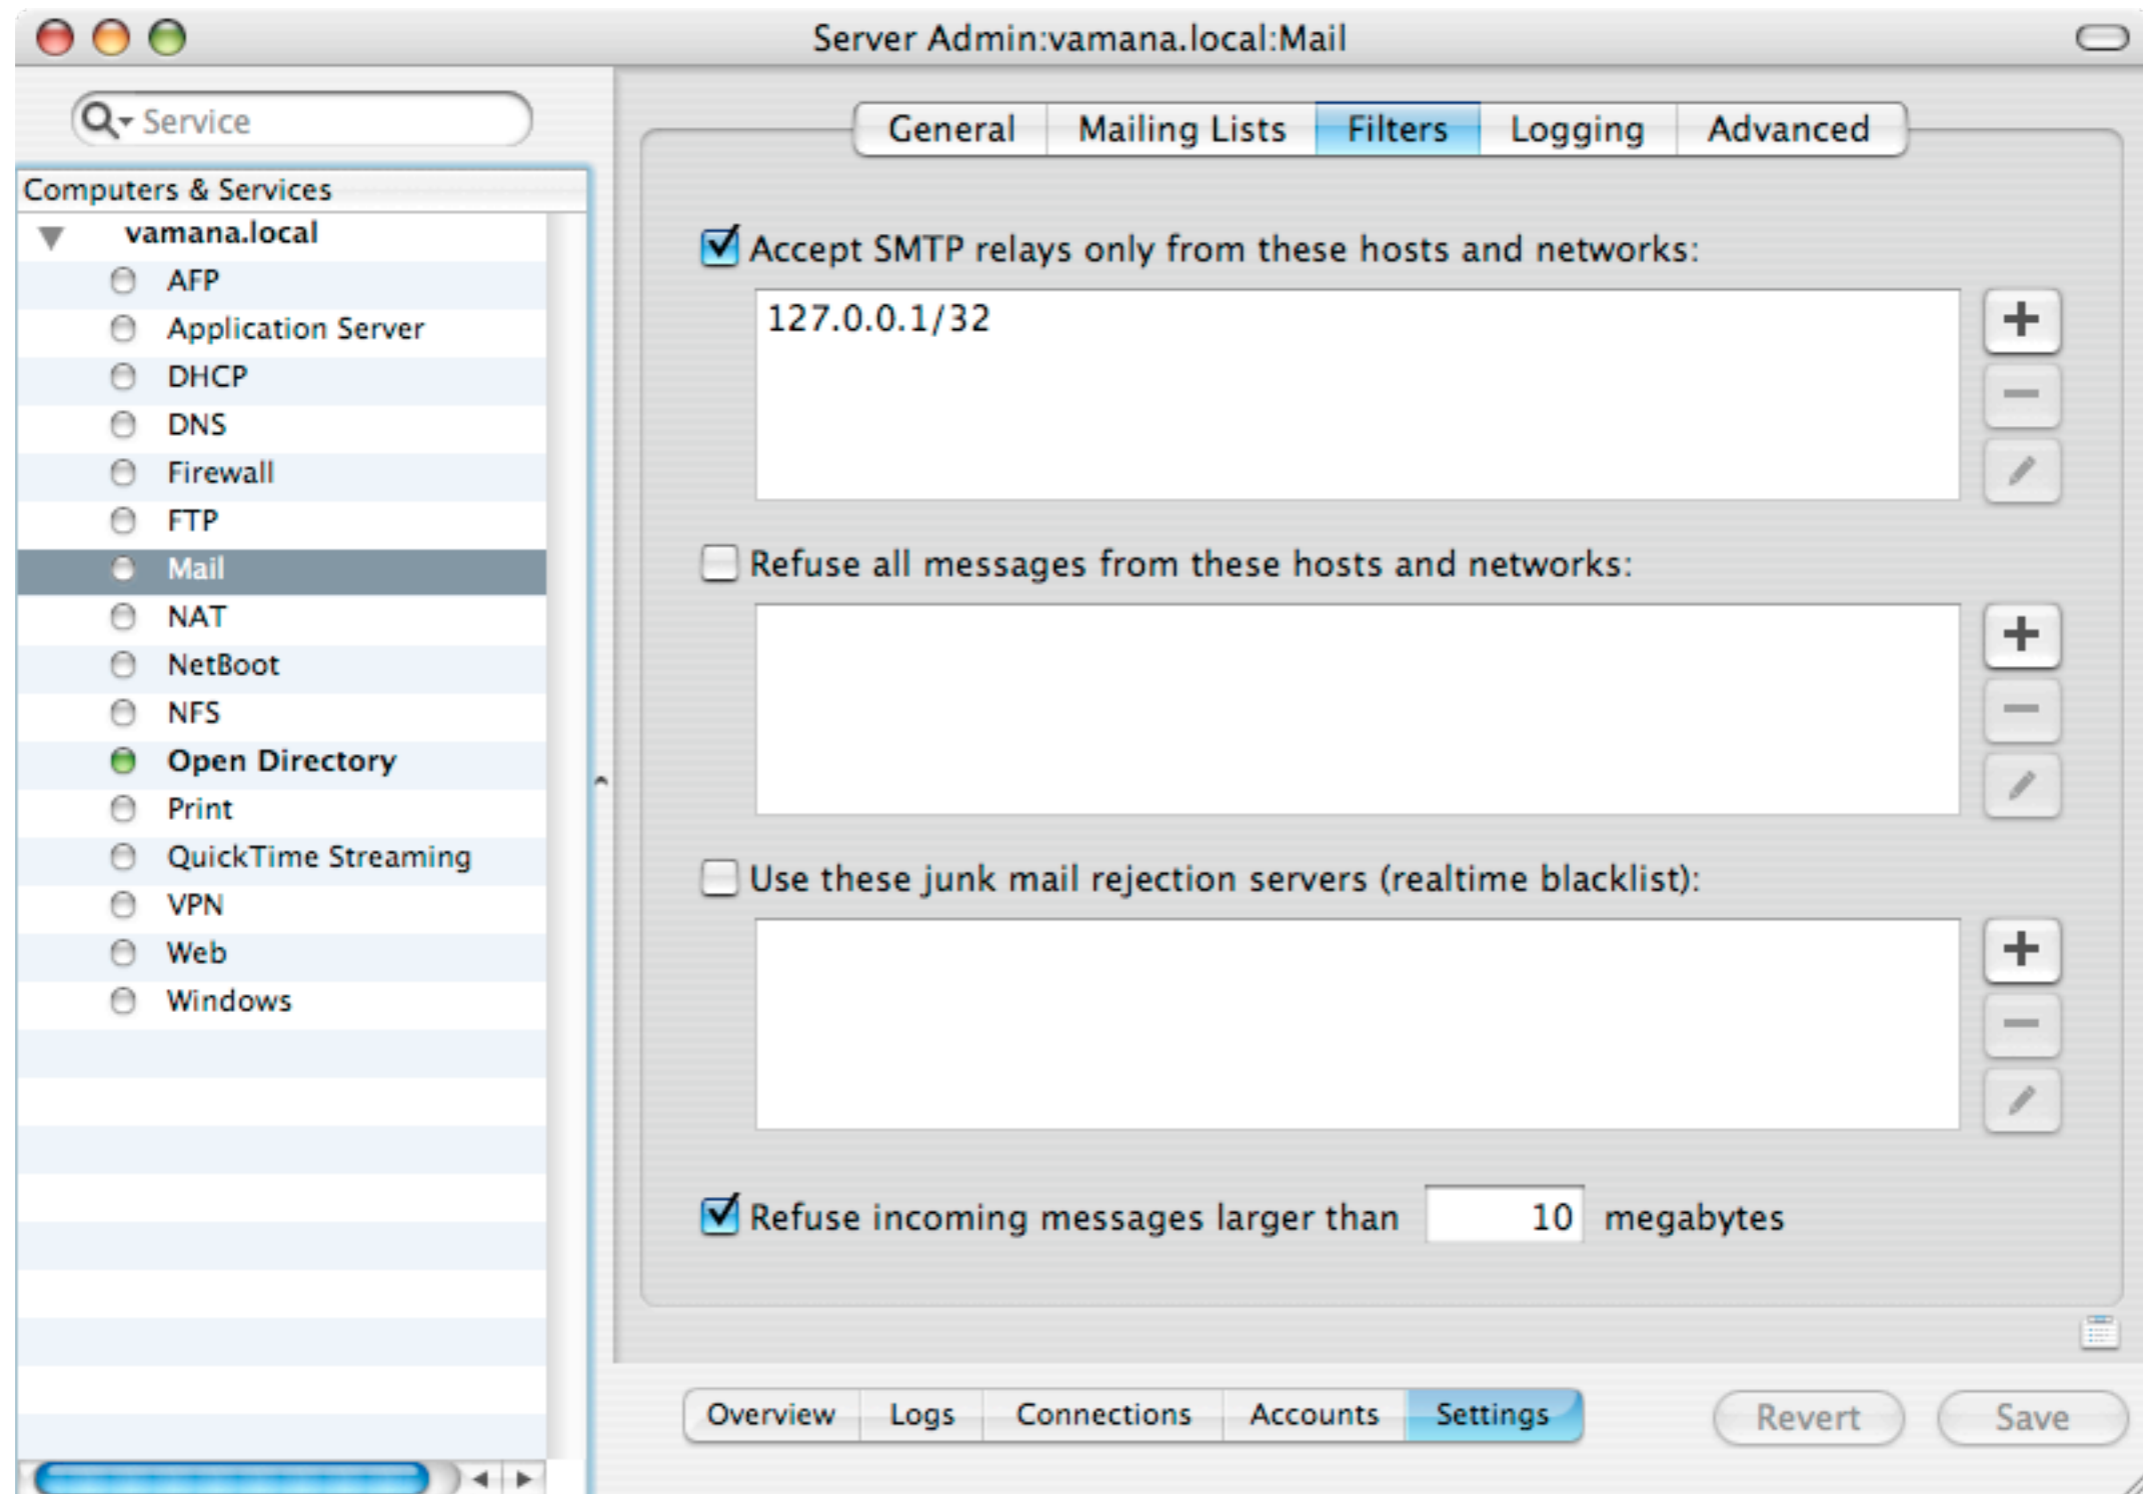 Server Admin:vamana.local:Mail
Service
Computers & Services
vamana.local
AFP
Application Server
DHCP
DNS
Firewall
FTP
Mail
NAT
NetBoot
NFS
Open Directory
Print
QuickTime Streaming
VPN
Web
Windows
General Mailing Lists Filters Logging Advanced
Accept SMTP relays only from these hosts and networks:
127.0.0.1/32
Refuse all messages from these hosts and networks:
Use these junk mail rejection servers (realtime blacklist):
Refuse incoming messages larger than 10 megabytes
Overview Logs Connections Accounts Settings Revert Save